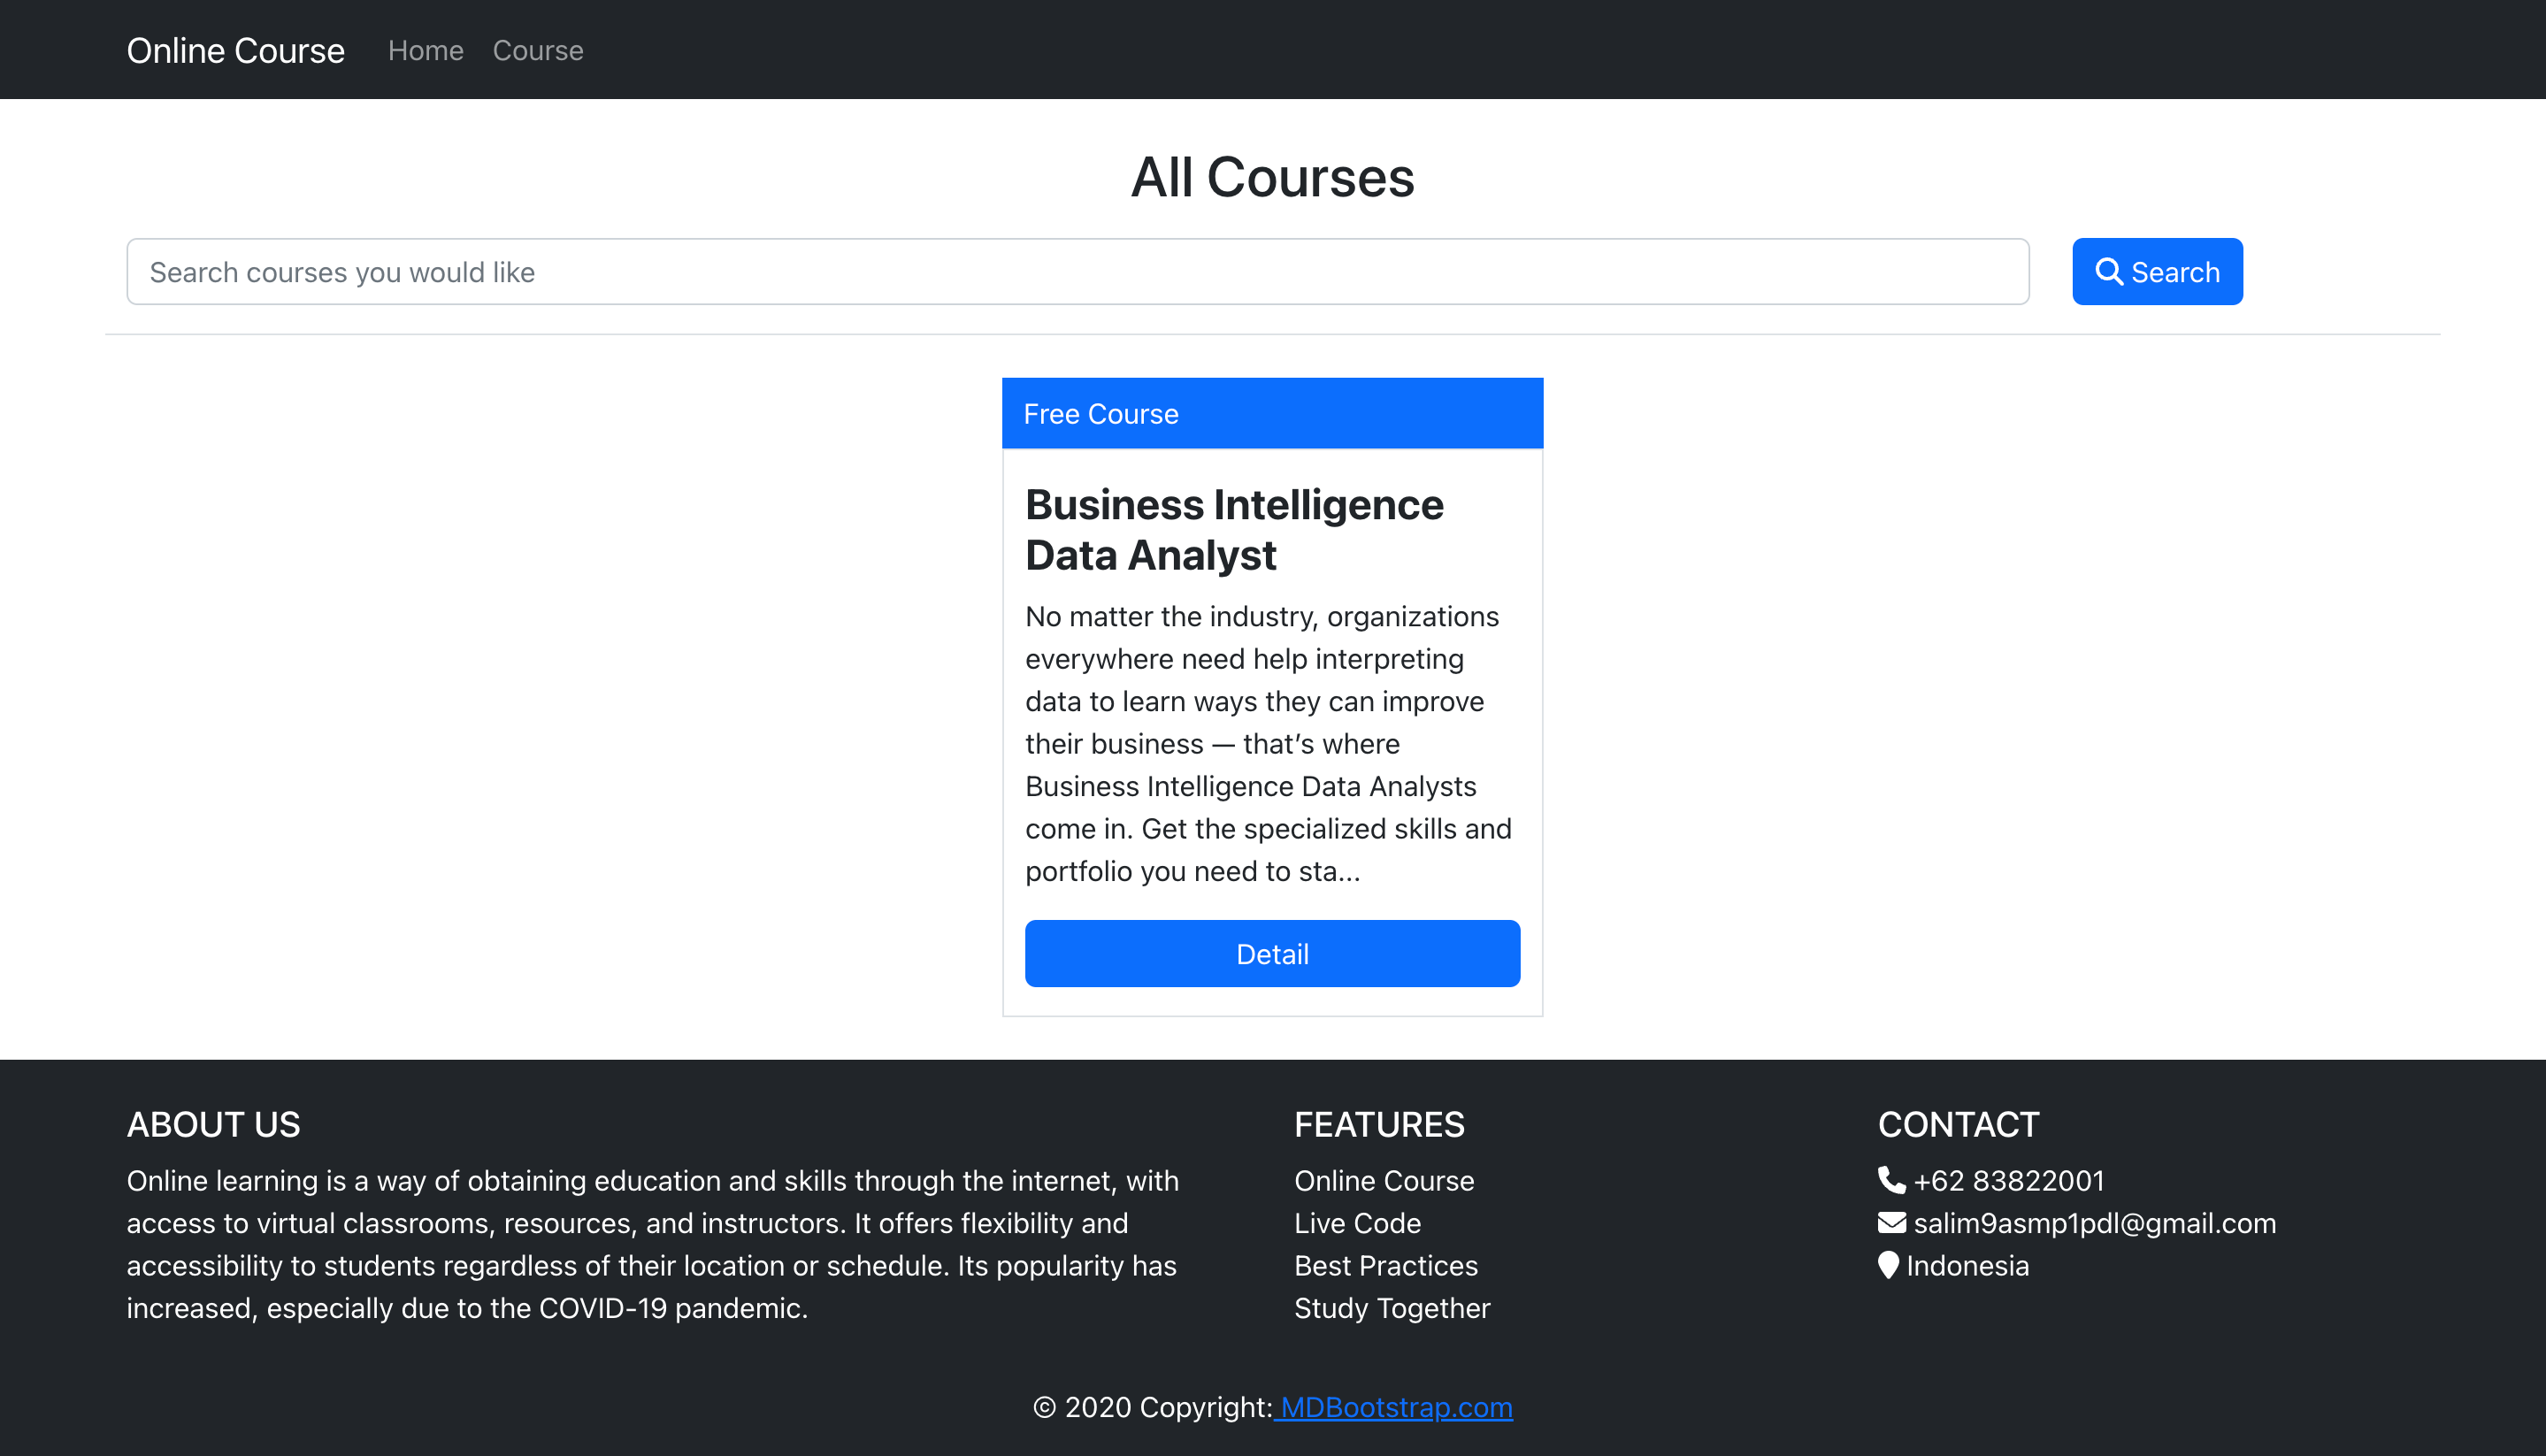 Online Course Home Course
All Courses
Search courses you would like
Search
Free Course
Business Intelligence
Data Analyst
No matter the industry, organizations
everywhere need help interpreting
data to learn ways they can improve
their business — that’s where
Business Intelligence Data Analysts
come in. Get the specialized skills and
portfolio you need to sta...
Detail
ABOUT US
Online learning is a way of obtaining education and skills through the internet, with
access to virtual classrooms, resources, and instructors. It offers flexibility and
accessibility to students regardless of their location or schedule. Its popularity has
increased, especially due to the COVID-19 pandemic.
FEATURES
Online Course
Live Code
Best Practices
Study Together
CONTACT
+62 83822001
salim9asmp1pdl@gmail.com
Indonesia
© 2020 Copyright: MDBootstrap.com